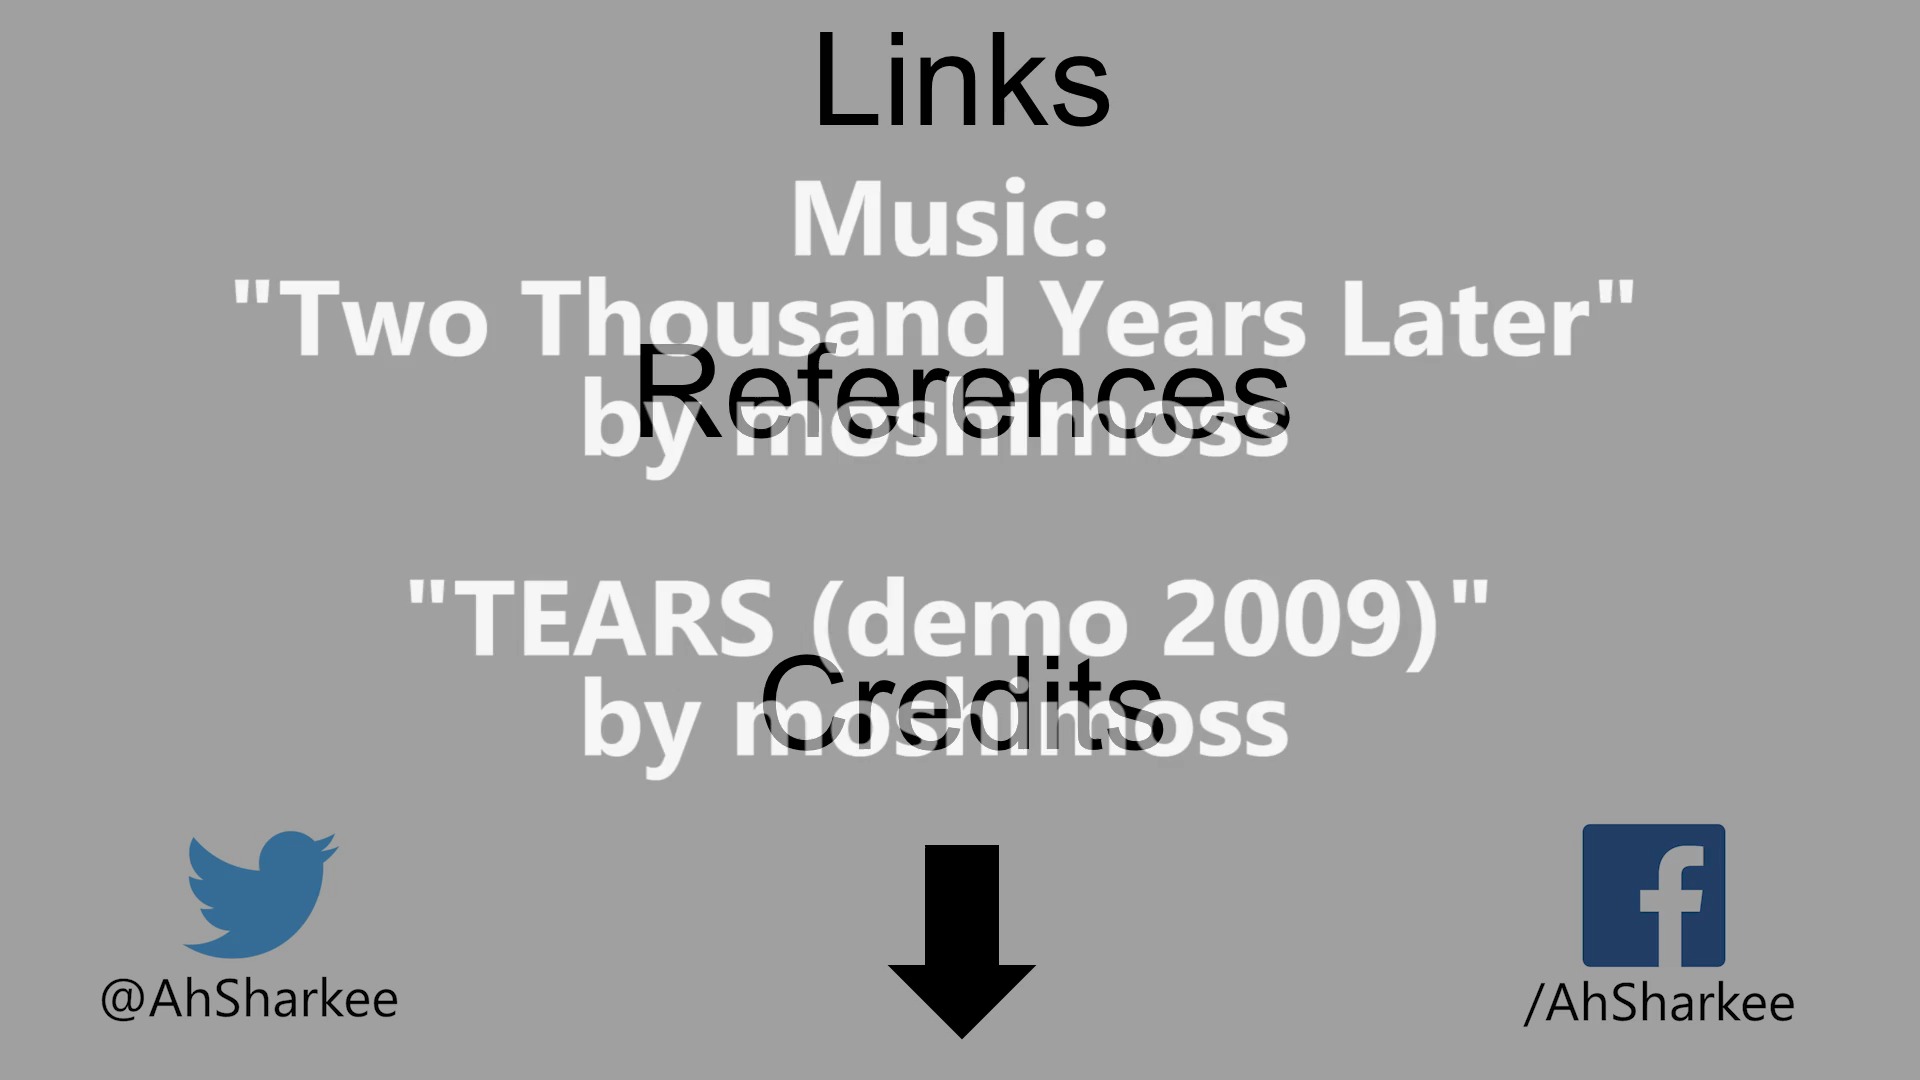 Links
Music:
"Two Thousand Years Later"
References
by moshimoss
"TEARS (demo 2009)"
Credits
by moshimoss
@AhSharkee
/AhSharkee